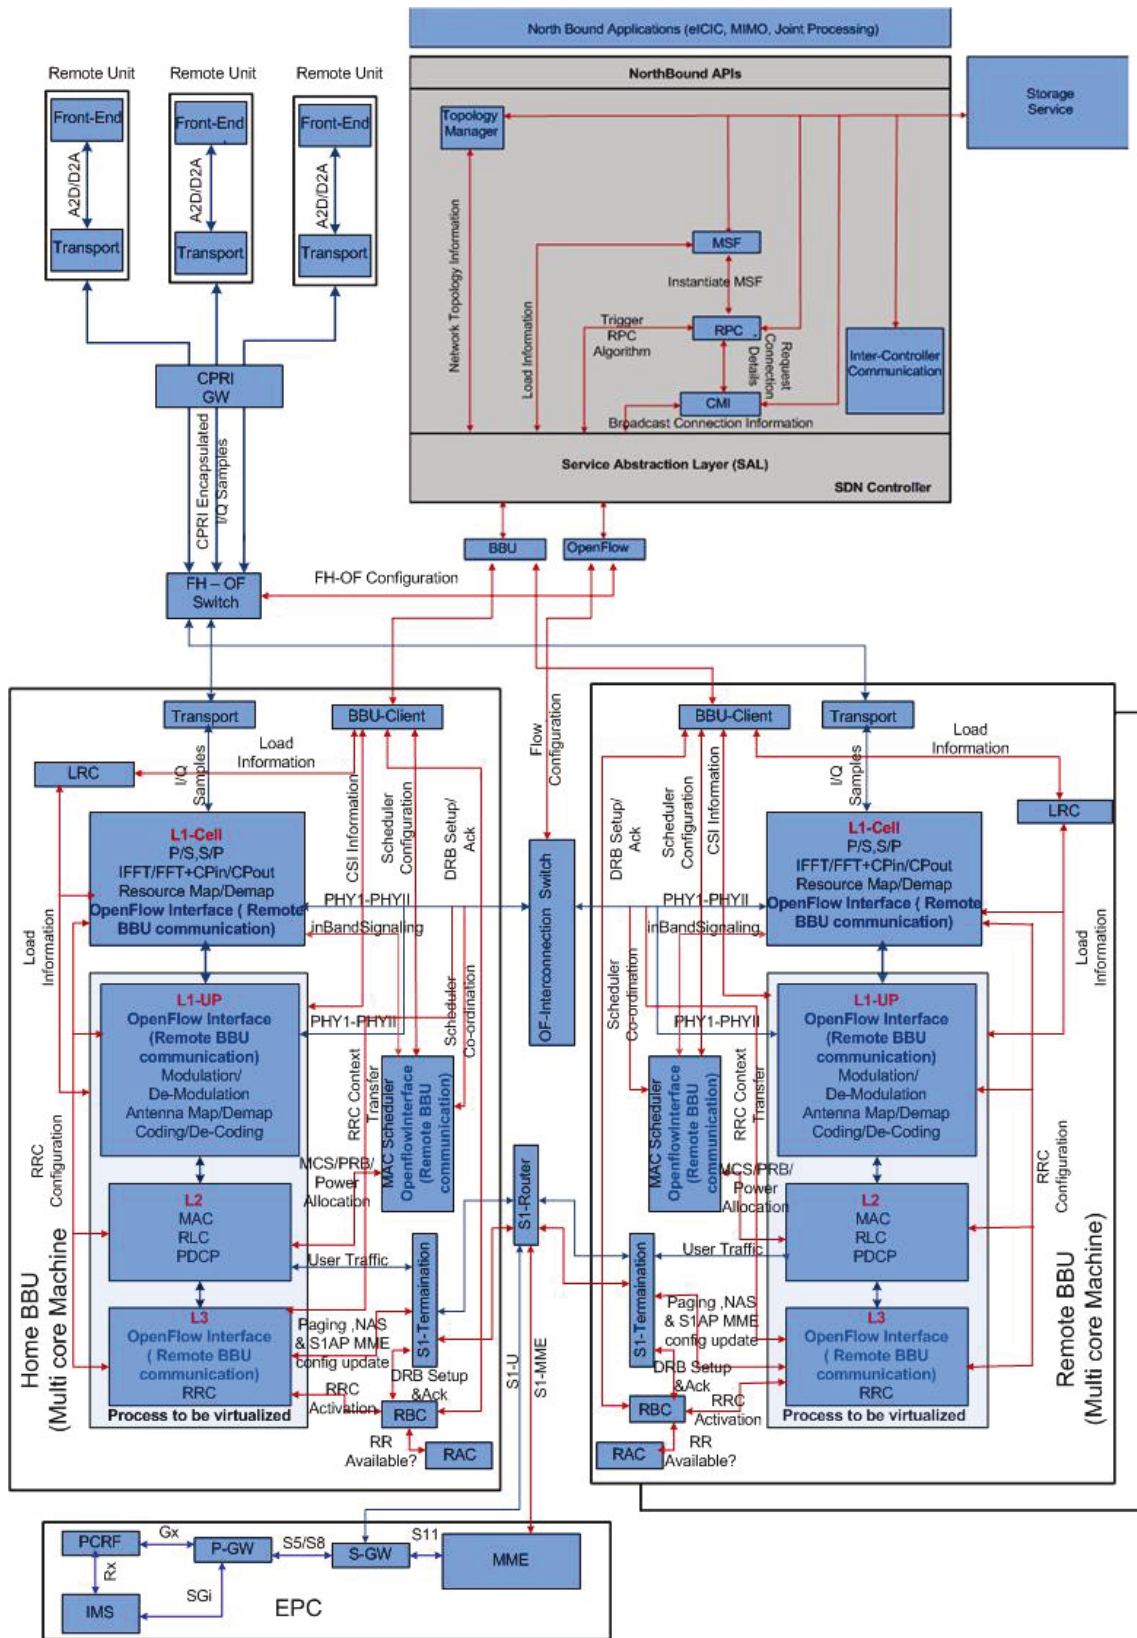 North Bound Applications (eICIC, MIMO, Joint Processing)
Remote Unit
Remote Unit
Remote Unit
NorthBound APIs
Storage
Service
Front-End
Front-End
Front-End
Topology
Manager
A2D/D2A
A2D/D2A
A2D/D2A
Transport
Transport
Transport
MSF
Instantiate MSF
Network Topology Information
Load Information
Trigger
RPC
Algorithm
RPC
Request
Connection
Details
Inter-Controller
Communication
CMI
Broadcast Connection Information
CPRI
GW
CPRI Encapsulated
I/Q Samples
Service Abstraction Layer (SAL)
SDN Controller
BBU
OpenFlow
FH-OF Configuration
FH – OF
Switch
Transport
BBU-Client
Load
Information
LRC
I/Q
Samples
CSI Information
Scheduler
Configuration
DRB Setup/
Ack
Flow
Configuration
L1-Cell
P/S,S/P
IFFT/FFT+CPin/CPout
Resource Map/Demap
OpenFlow Interface ( Remote
BBU communication)
PHY1-PHYII
inBandSignaling
Load
Information
OF-Interconnection Switch
L1-UP
OpenFlow Interface
(Remote BBU
communication)
Modulation/
De-Modulation
Antenna Map/Demap
Coding/De-Coding
PHY1-PHYII
Scheduler
Co-ordination
RRC Context
Transfer
MAC Scheduler
OpenflowInterface
(Remote BBU
communication)
RRC
Configuration
MCS/PRB/
Power
Allocation
L2
MAC
RLC
PDCP
User Traffic
S1-Router
S1-Termaination
L3
OpenFlow Interface
( Remote BBU
communication)
RRC
Process to be virtualized
Paging ,NAS
& S1AP MME
config update
DRB Setup
&Ack
RRC
Activation
RBC
RR
Available?
RAC
Home BBU
(Multi core Machine)
S1-U
S1-MME
BBU-Client
Transport
Load
Information
LRC
I/Q
Samples
DRB Setup/
Ack
Scheduler
Configuration
CSI Information
L1-Cell
P/S,S/P
IFFT/FFT+CPin/CPout
Resource Map/Demap
OpenFlow Interface ( Remote
BBU communication)
PHY1-PHYII
inBandSignaling
Load
Information
L1-UP
OpenFlow Interface
(Remote BBU
communication)
Modulation/
De-Modulation
Antenna Map/Demap
Coding/De-Coding
PHY1-PHYII
Scheduler
Co-ordination
RRC Context
Transfer
MAC Scheduler
OpenflowInterface
(Remote BBU
communication)
RRC
Configuration
MCS/PRB/
Power
Allocation
L2
MAC
RLC
PDCP
User Traffic
S1-Termination
L3
OpenFlow Interface
( Remote BBU
communication)
RRC
Process to be virtualized
Paging ,NAS
& S1AP MME
config update
DRB Setup
&Ack
RRC
Activation
RBC
RR
Available?
RAC
Remote BBU
(Multi core Machine)
PCRF
Gx
P-GW
S5/S8
S-GW
S11
MME
Rx
SGi
IMS
EPC